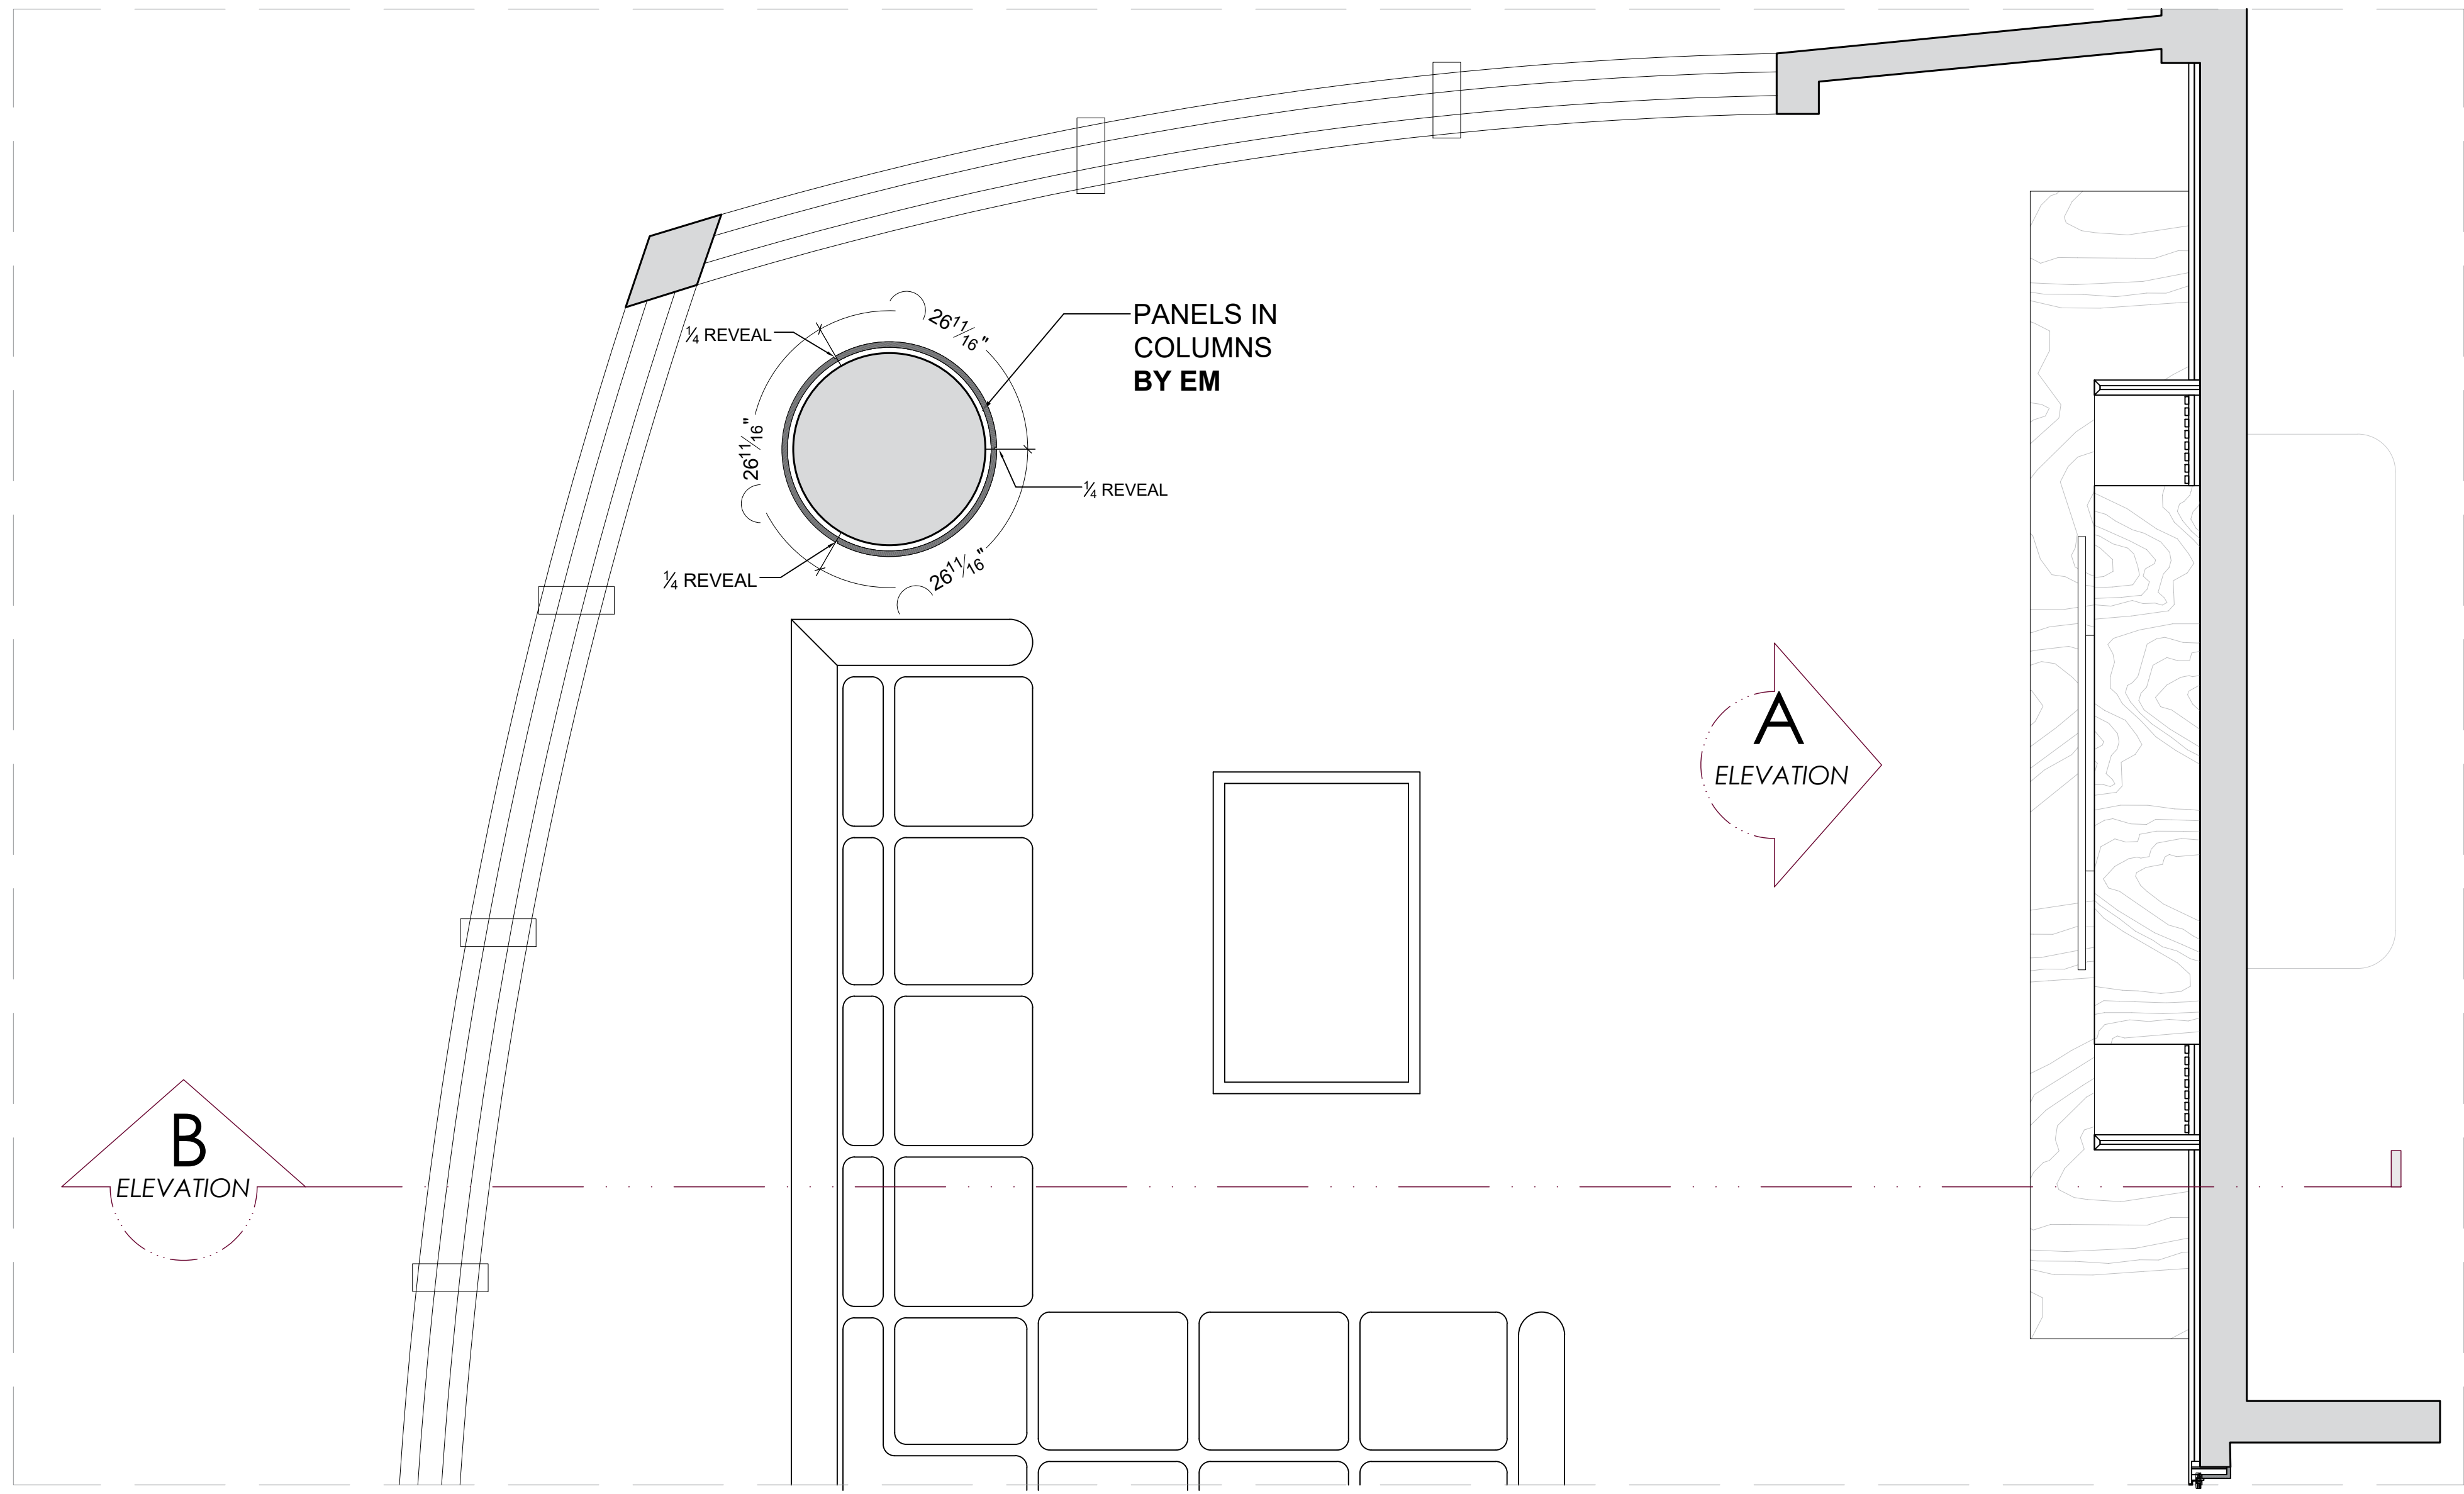 26 11/16"
PANELS IN
COLUMNS
BY EM
1/4 REVEAL
26 11/16"
1/4 REVEAL
1/4 REVEAL
26 11/16"
A
ELEVATION
B
ELEVATION